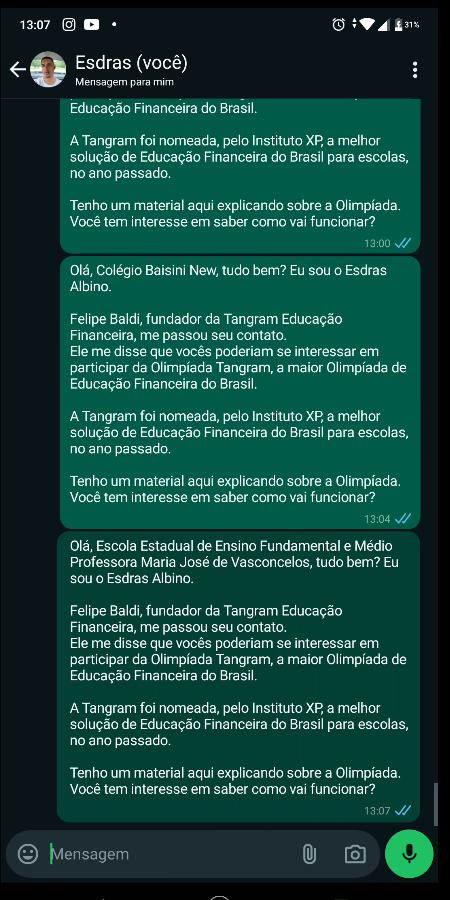 13:07
31%
Esdras (você)
Mensagem para mim
Educação Financeira do Brasil.
A Tangram foi nomeada, pelo Instituto XP, a melhor
solução de Educação Financeira do Brasil para escolas,
no ano passado.
Tenho um material aqui explicando sobre a Olimpíada.
Você tem interesse em saber como vai funcionar?
13:00
Olá, Colégio Baisini New, tudo bem? Eu sou o Esdras
Albino.
Felipe Baldi, fundador da Tangram Educação
Financeira, me passou seu contato.
Ele me disse que vocês poderiam se interessar em
participar da Olimpíada Tangram, a maior Olimpíada de
Educação Financeira do Brasil.
A Tangram foi nomeada, pelo Instituto XP, a melhor
solução de Educação Financeira do Brasil para escolas,
no ano passado.
Tenho um material aqui explicando sobre a Olimpíada.
Você tem interesse em saber como vai funcionar?
13:04
Olá, Escola Estadual de Ensino Fundamental e Médio
Professora Maria José de Vasconcelos, tudo bem? Eu
sou o Esdras Albino.
Felipe Baldi, fundador da Tangram Educação
Financeira, me passou seu contato.
Ele me disse que vocês poderiam se interessar em
participar da Olimpíada Tangram, a maior Olimpíada de
Educação Financeira do Brasil.
A Tangram foi nomeada, pelo Instituto XP, a melhor
solução de Educação Financeira do Brasil para escolas,
no ano passado.
Tenho um material aqui explicando sobre a Olimpíada.
Você tem interesse em saber como vai funcionar?
13:07
Mensagem